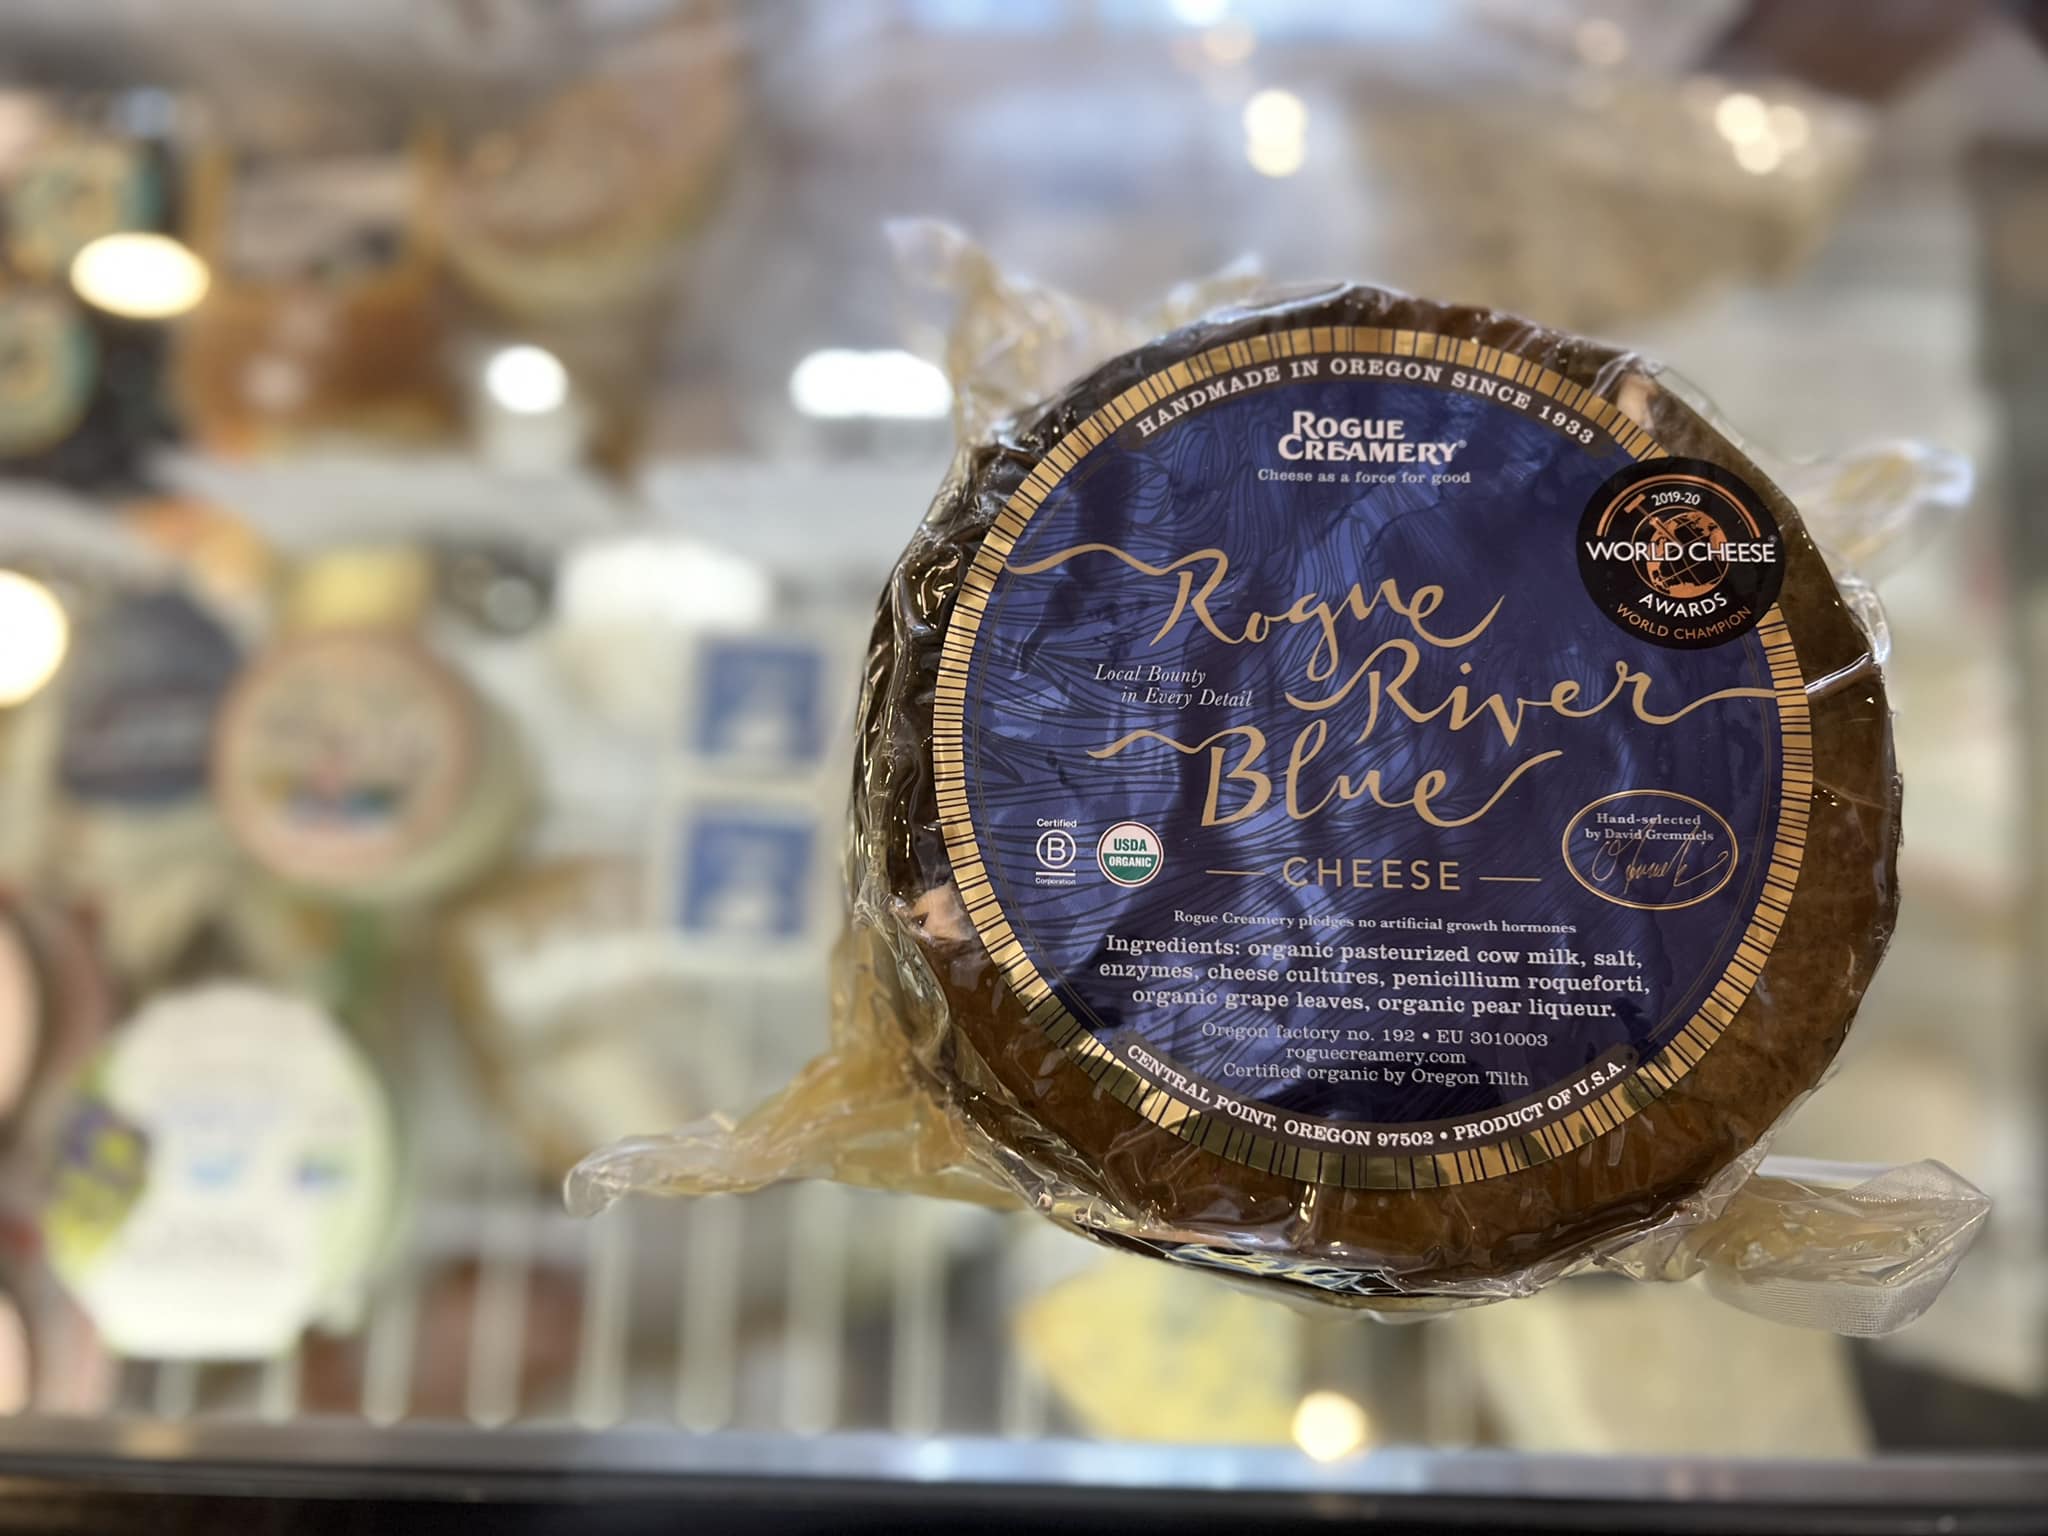 HANDMADE IN OREGON SINCE 1933
ROGUE
CREAMERY®
Cheese as a force for good
2019-20
WORLD CHEESE
AWARDS
WORLD CHAMPION
Rogue
River
Blue
Local Bounty
in Every Detail
CHEESE
Certified
B
Corporation
USDA
ORGANIC
Hand-selected
by David Gremmels
Rogue Creamery pledges no artificial growth hormones
Ingredients: organic pasteurized cow milk, salt,
enzymes, cheese cultures, penicillium roqueforti,
organic grape leaves, organic pear liqueur.
Oregon factory no. 192 • EU 3010003
roguecreamery.com
Certified organic by Oregon Tilth
CENTRAL POINT, OREGON 97502 • PRODUCT OF U.S.A.